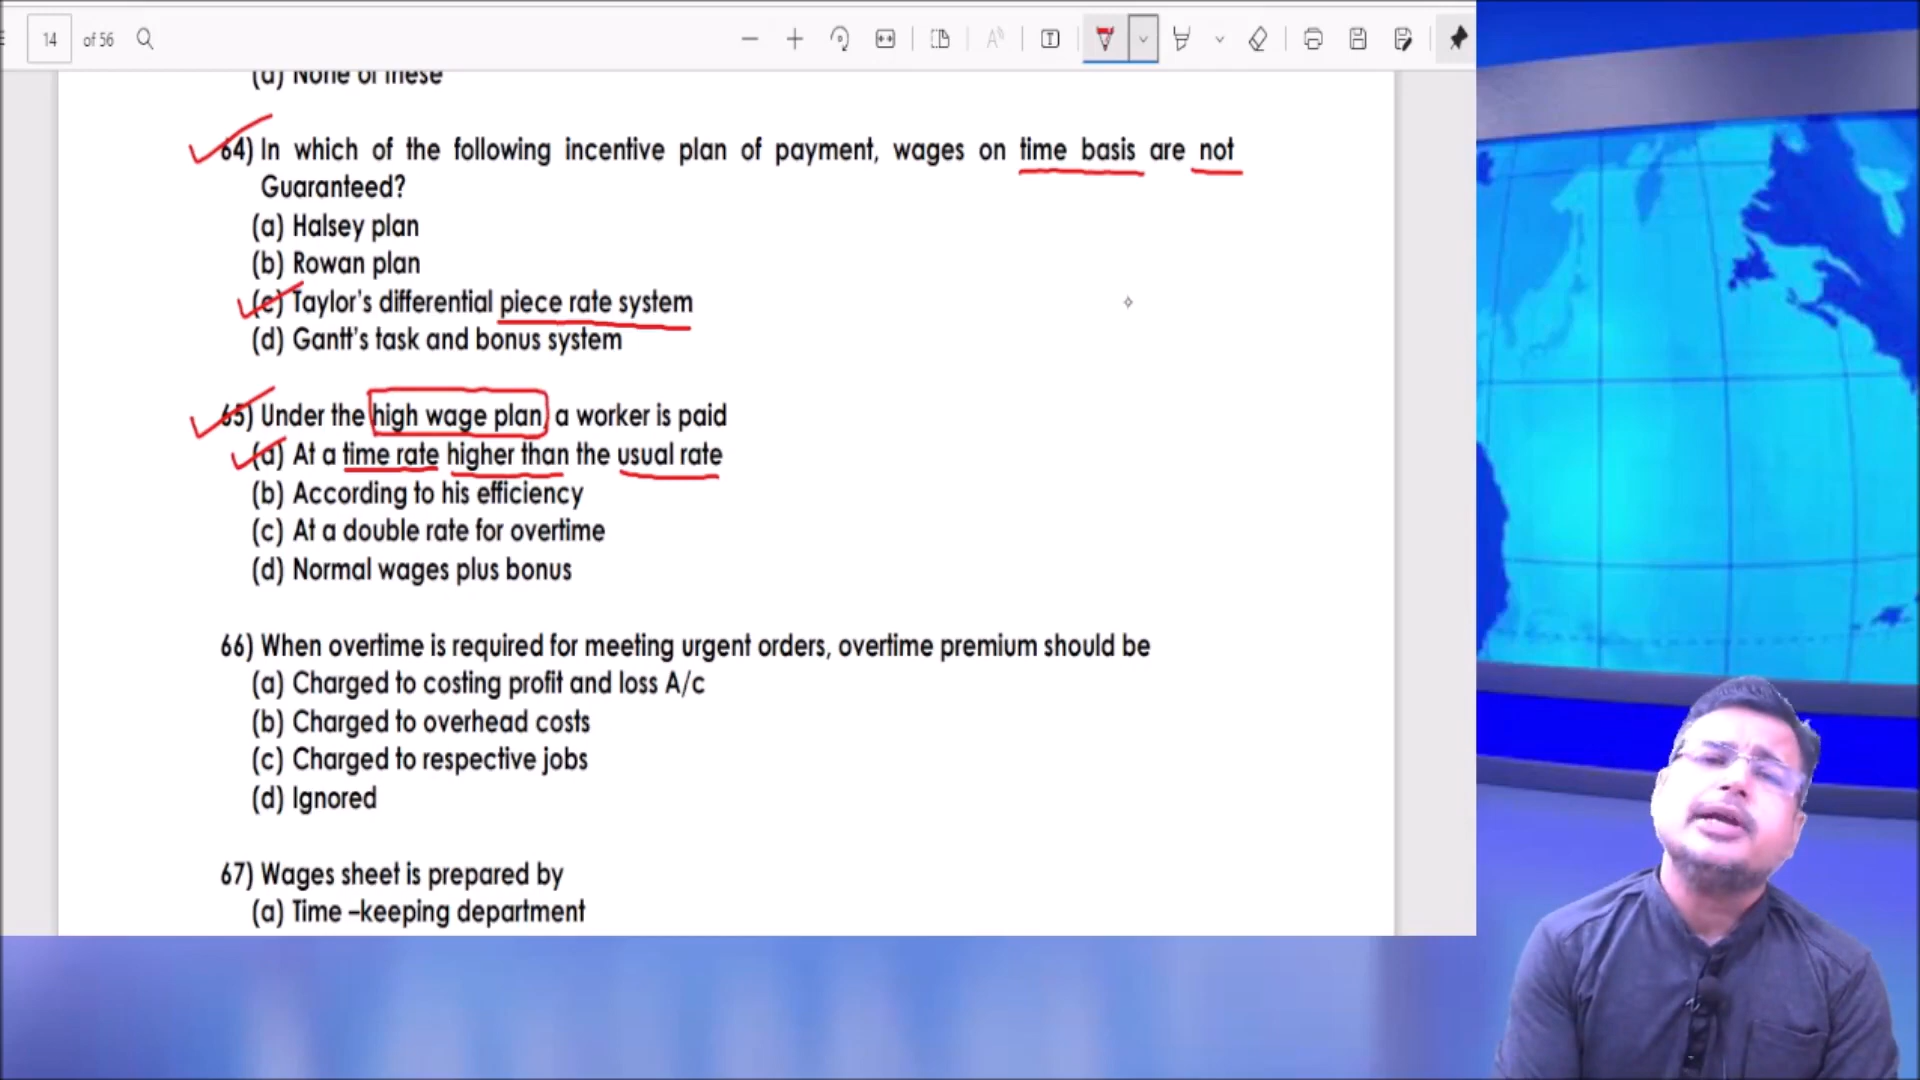 14 of 56
(d) None of these
64) In which of the following incentive plan of payment, wages on time basis are not
Guaranteed?
(a) Halsey plan
(b) Rowan plan
(c) Taylor's differential piece rate system
(d) Gantt's task and bonus system
65) Under the high wage plan, a worker is paid
(a) At a time rate higher than the usual rate
(b) According to his efficiency
(c) At a double rate for overtime
(d) Normal wages plus bonus
66) When overtime is required for meeting urgent orders, overtime premium should be
(a) Charged to costing profit and loss A/c
(b) Charged to overhead costs
(c) Charged to respective jobs
(d) Ignored
67) Wages sheet is prepared by
(a) Time –keeping department